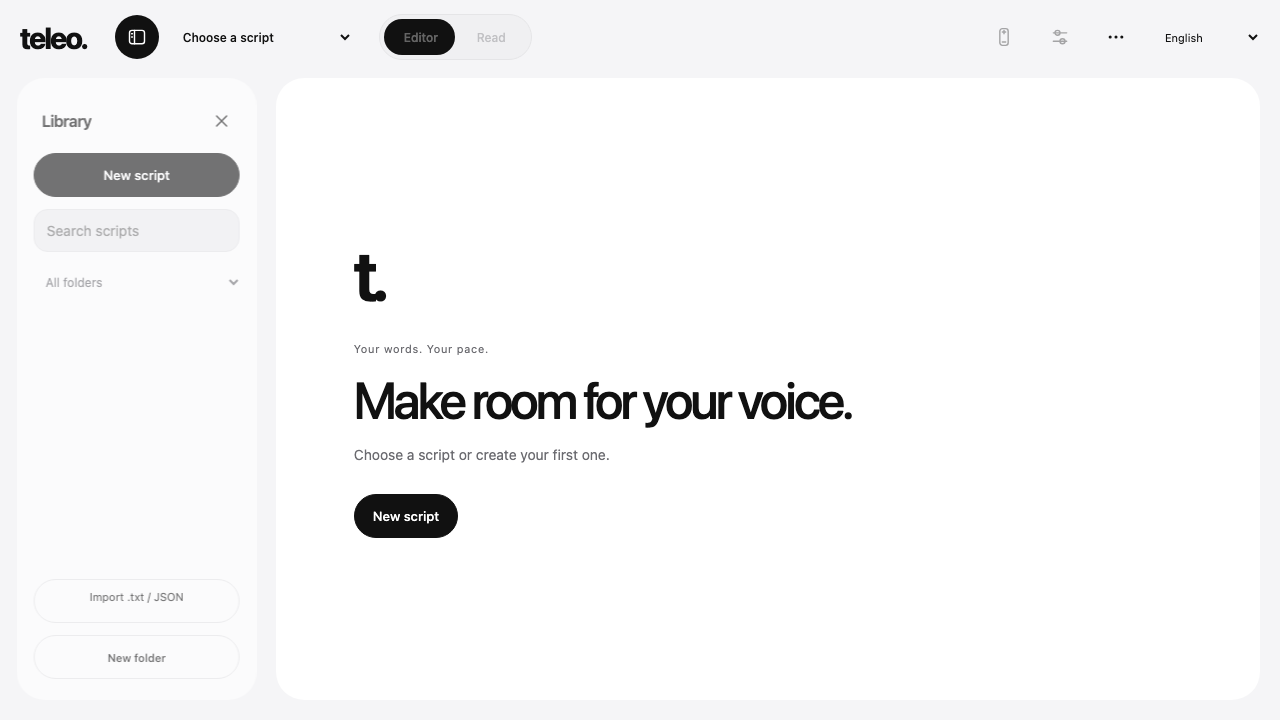 teleo.
Choose a script
Editor
Read
English
Library
New script
Search scripts
All folders
Import .txt / JSON
New folder
t.
Your words. Your pace.
Make room for your voice.
Choose a script or create your first one.
New script